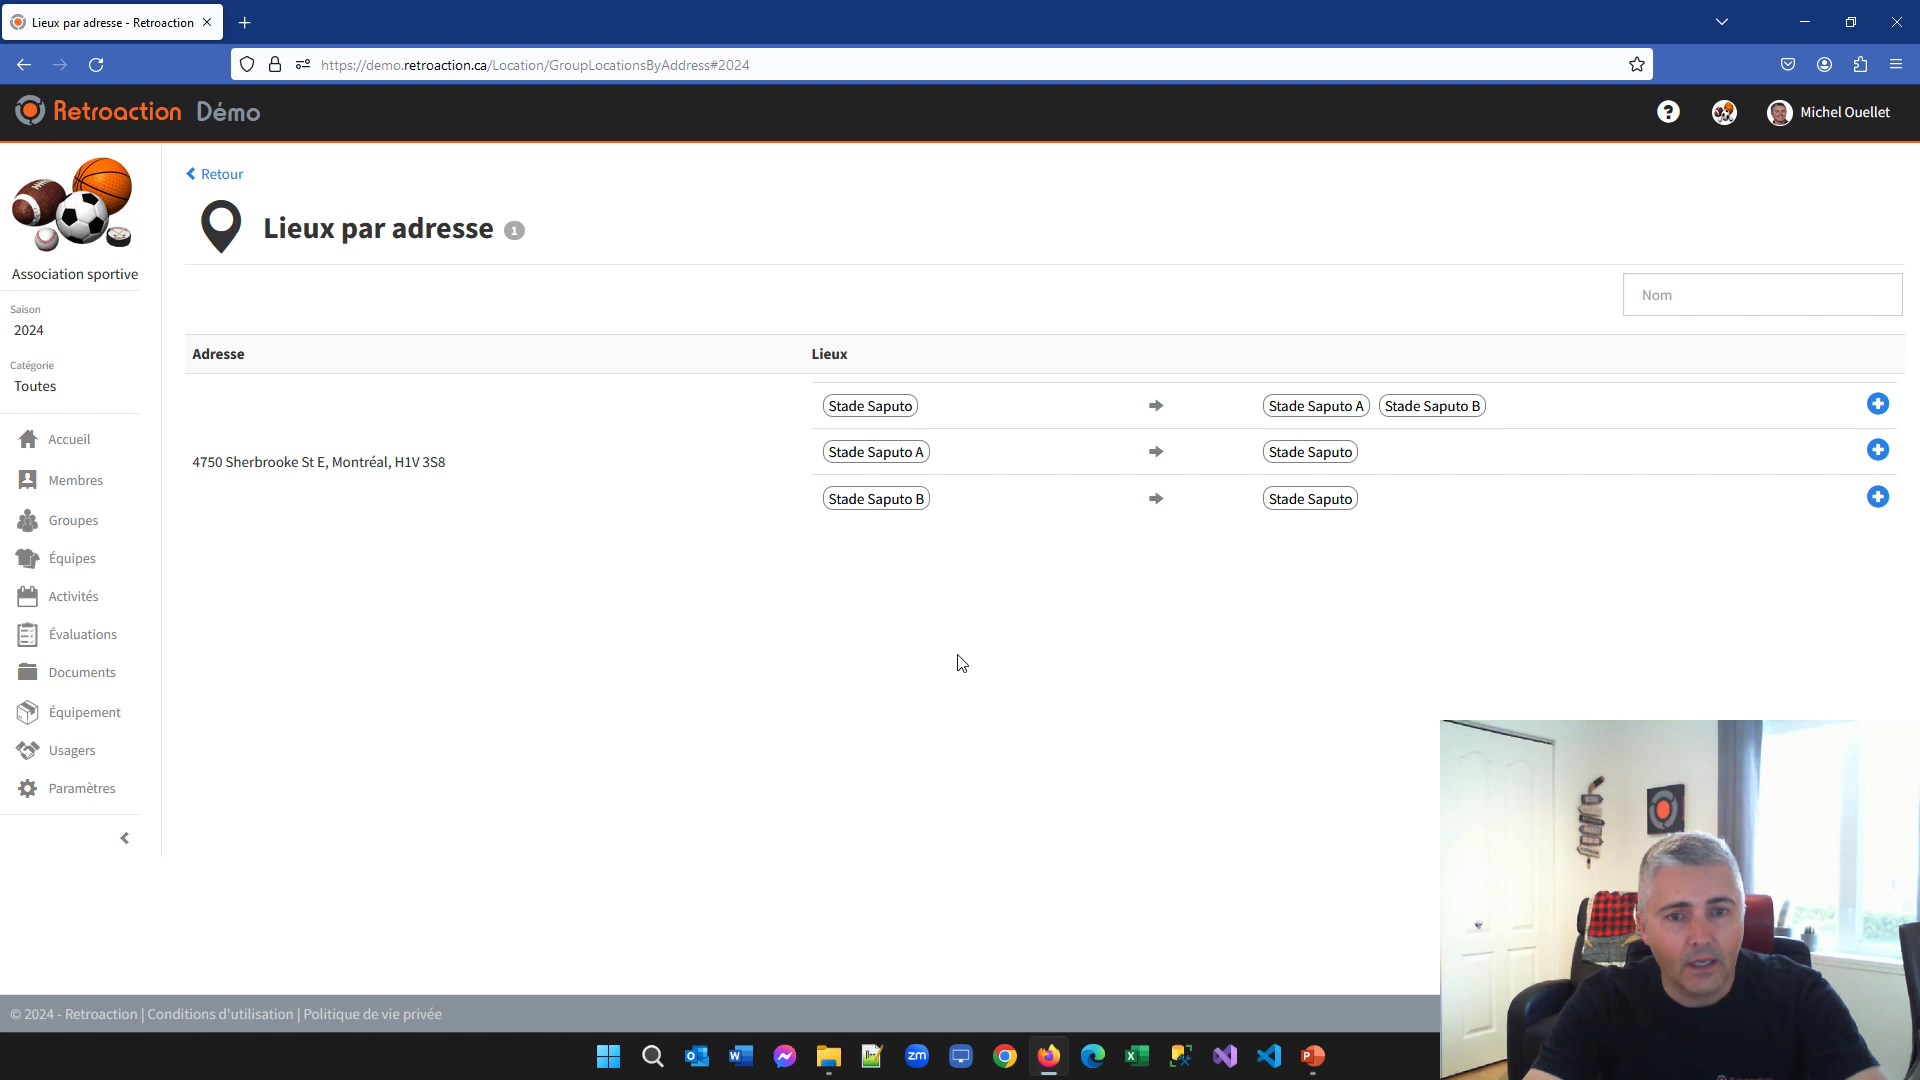 Lieux par adresse - Retroaction
https://demo.retroaction.ca/Location/GroupLocationsByAddress#2024
Retroaction Démo
Michel Ouellet
Association sportive
Saison
2024
Catégorie
Toutes
Accueil
Membres
Groupes
Équipes
Activités
Évaluations
Documents
Équipement
Usagers
Paramètres
Retour
Lieux par adresse 1
Nom
Adresse Lieux
4750 Sherbrooke St E, Montréal, H1V 3S8
Stade Saputo Stade Saputo A Stade Saputo B
Stade Saputo A Stade Saputo
Stade Saputo B Stade Saputo
© 2024 - Retroaction | Conditions d'utilisation | Politique de vie privée